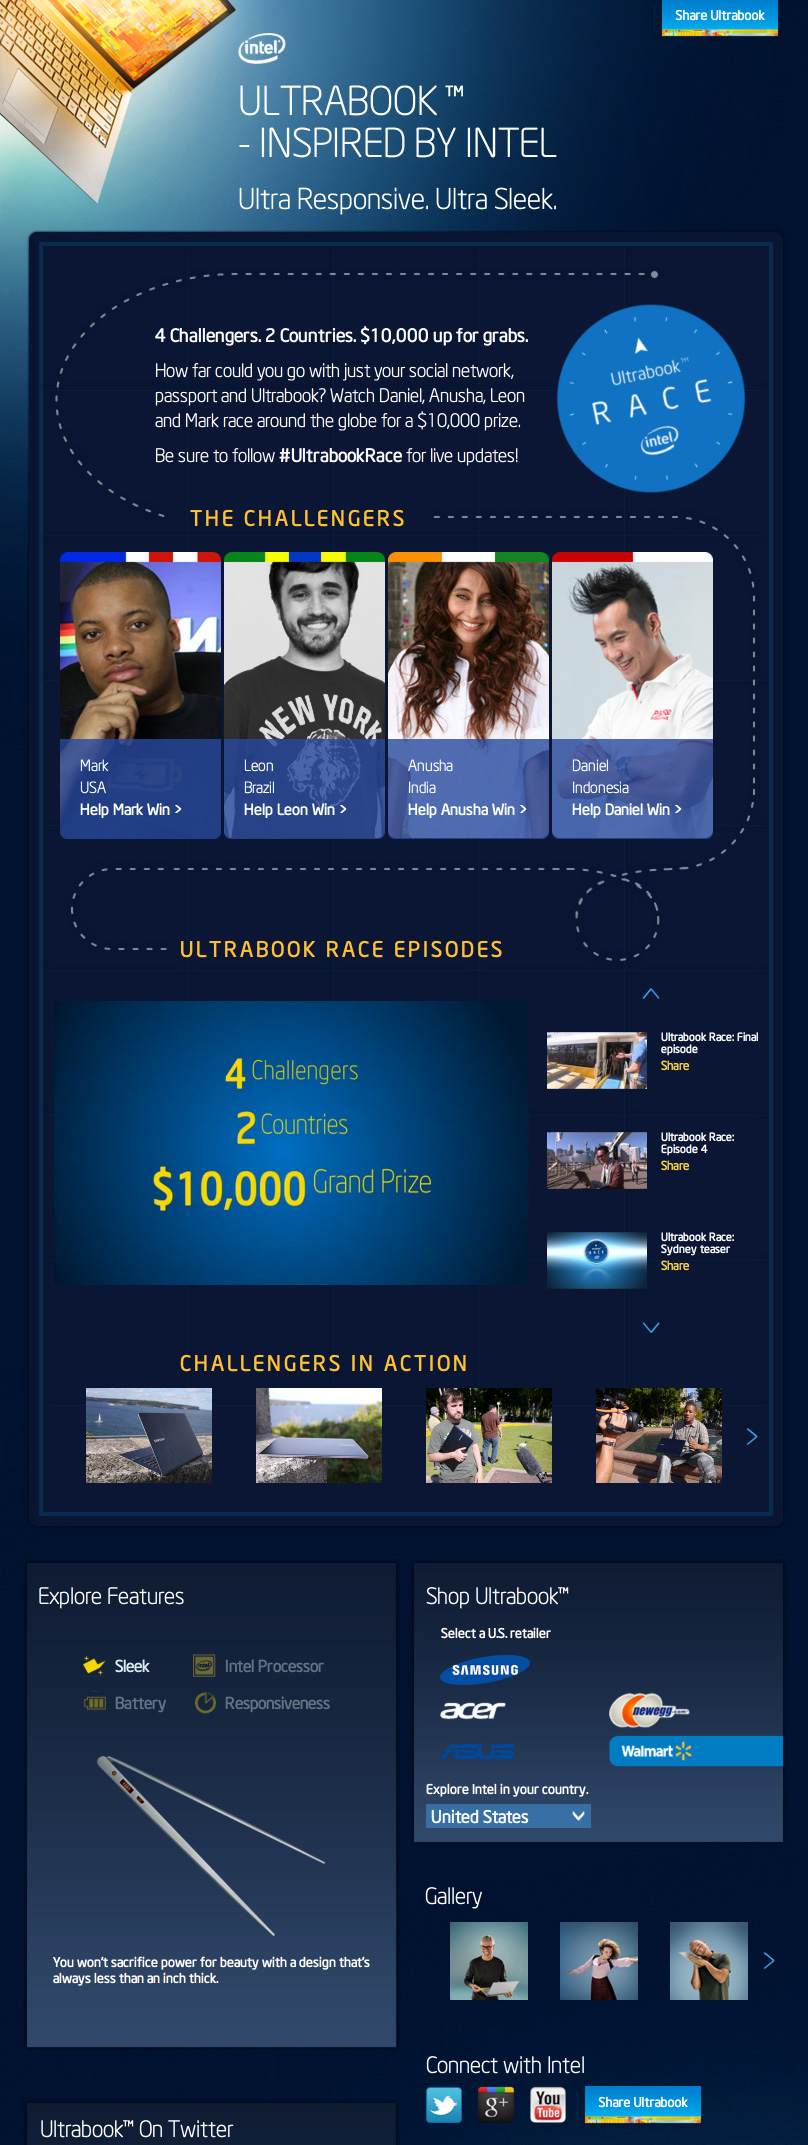 Share Ultrabook
intel
ULTRABOOK ™
- INSPIRED BY INTEL
Ultra Responsive. Ultra Sleek.
4 Challengers. 2 Countries. $10,000 up for grabs.
How far could you go with just your social network,
passport and Ultrabook? Watch Daniel, Anusha, Leon
and Mark race around the globe for a $10,000 prize.
Be sure to follow #UltrabookRace for live updates!
Ultrabook™
RACE
intel
THE CHALLENGERS
NEW YORK
Mark
USA
Help Mark Win >
Leon
Brazil
Help Leon Win >
Anusha
India
Help Anusha Win >
Daniel
Indonesia
Help Daniel Win >
ULTRABOOK RACE EPISODES
4 Challengers
2 Countries
$10,000 Grand Prize
Ultrabook Race: Final
episode
Share
Ultrabook Race:
Episode 4
Share
Ultrabook Race:
Sydney teaser
Share
CHALLENGERS IN ACTION
SAMSUNG
Explore Features
Sleek
Intel Processor
Battery
Responsiveness
You won't sacrifice power for beauty with a design that's
always less than an inch thick.
Shop Ultrabook™
Select a U.S. retailer
SAMSUNG
acer
newegg
ASUS
Walmart
Explore Intel in your country.
United States
Gallery
Connect with Intel
g+
You
Tube
Share Ultrabook
Ultrabook™ On Twitter